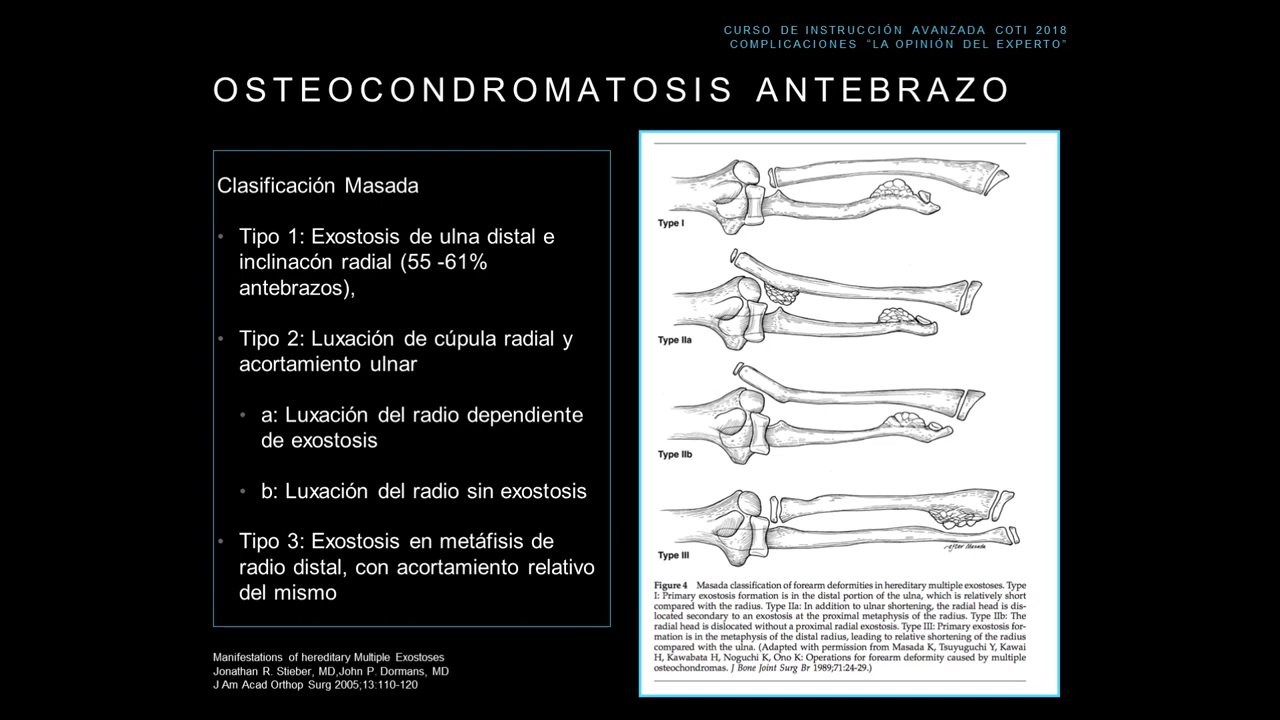 CURSO DE INSTRUCCIÓN AVANZADA COTI 2018
COMPLICACIONES "LA OPINIÓN DEL EXPERTO"
OSTEOCONDROMATOSIS ANTEBRAZO
Clasificación Masada
• Tipo 1: Exostosis de ulna distal e
inclinacón radial (55 -61%
antebrazos),
• Tipo 2: Luxación de cúpula radial y
acortamiento ulnar
• a: Luxación del radio dependiente
de exostosis
• b: Luxación del radio sin exostosis
• Tipo 3: Exostosis en metáfisis de
radio distal, con acortamiento relativo
del mismo
Manifestations of hereditary Multiple Exostoses
Jonathan R. Stieber, MD,John P. Dormans, MD
J Am Acad Orthop Surg 2005;13:110-120
Type I
Type IIa
Type IIb
Type III
after Masada
Figure 4 Masada classification of forearm deformities in hereditary multiple exostoses. Type
I: Primary exostosis formation is in the distal portion of the ulna, which is relatively short
compared with the radius. Type IIa: In addition to ulnar shortening, the radial head is dis-
located secondary to an exostosis at the proximal metaphysis of the radius. Type IIb: The
radial head is dislocated without a proximal radial exostosis. Type III: Primary exostosis for-
mation is in the metaphysis of the distal radius, leading to relative shortening of the radius
compared with the ulna. (Adapted with permission from Masada K, Tsuyuguchi Y, Kawai
H, Kawabata H, Noguchi K, Ono K: Operations for forearm deformity caused by multiple
osteochondromas. J Bone Joint Surg Br 1989;71:24-29.)